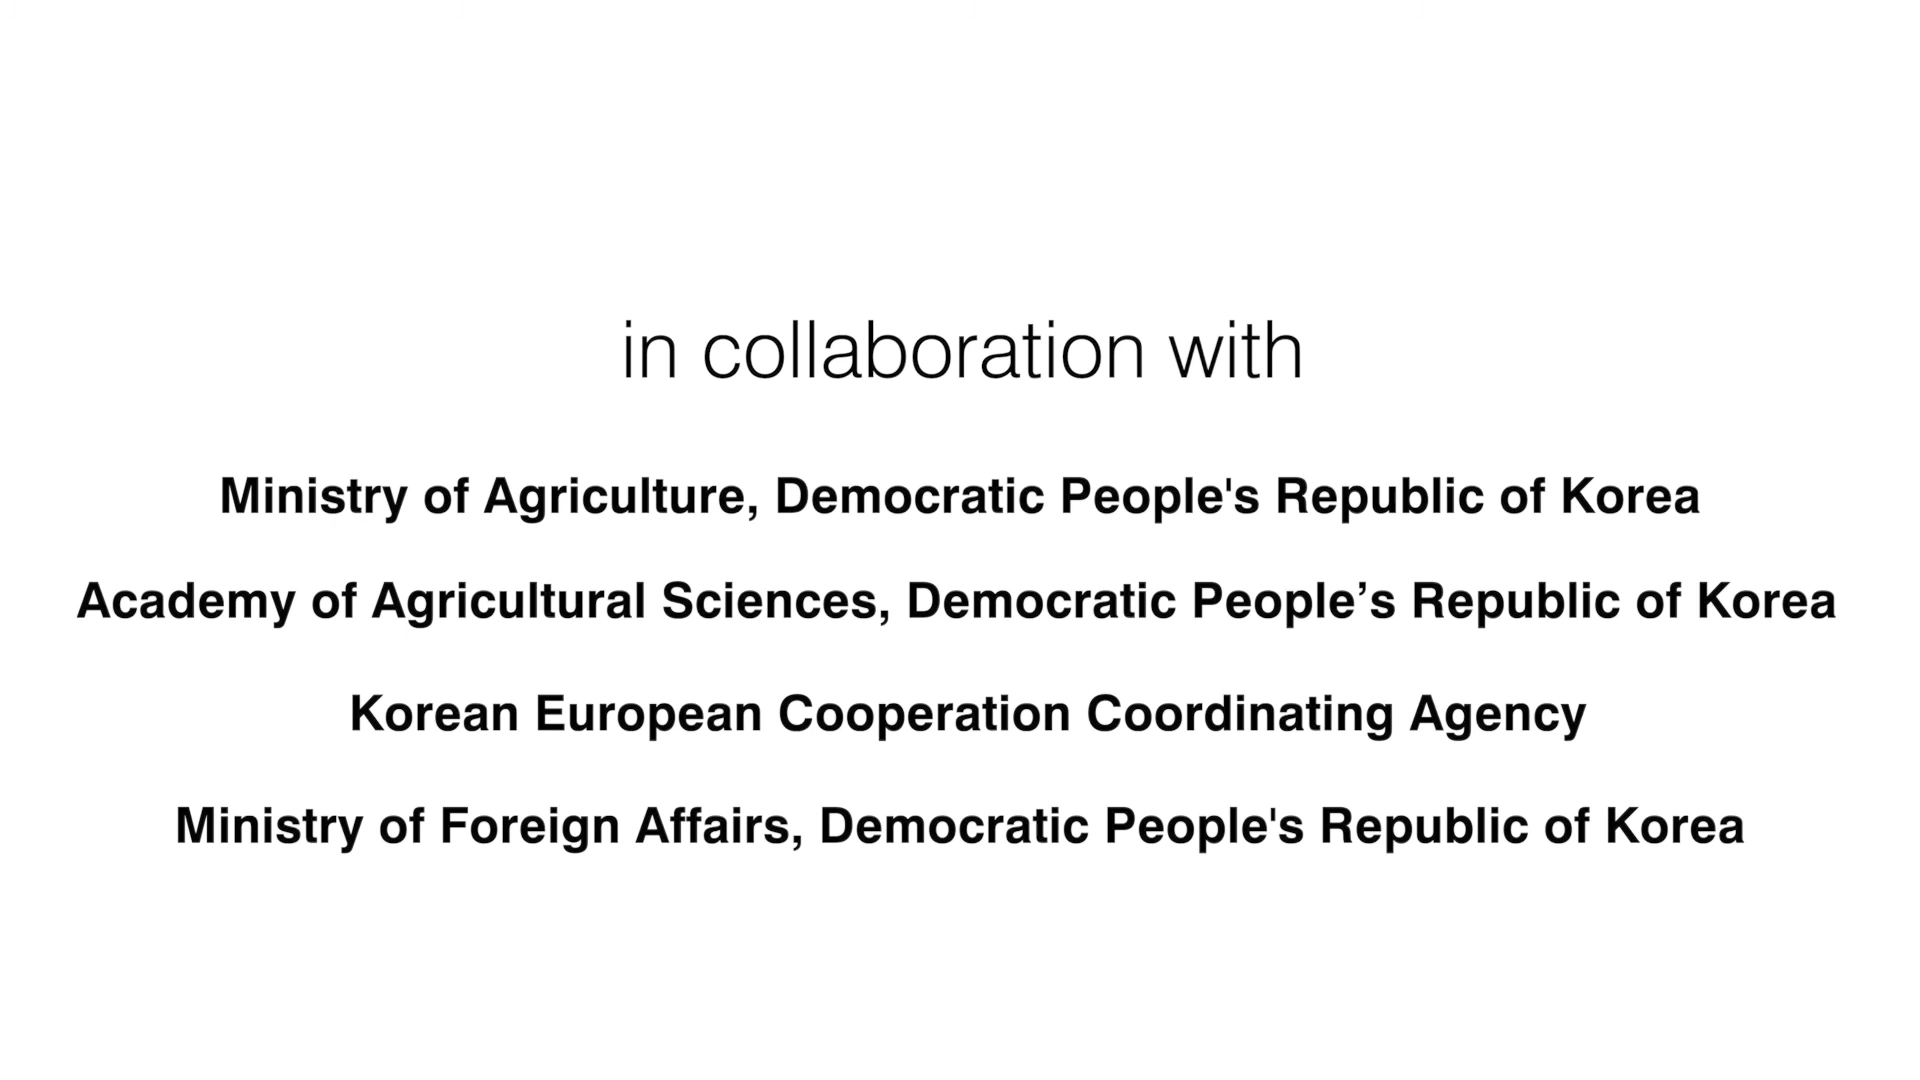 in collaboration with
Ministry of Agriculture, Democratic People's Republic of Korea
Academy of Agricultural Sciences, Democratic People’s Republic of Korea
Korean European Cooperation Coordinating Agency
Ministry of Foreign Affairs, Democratic People's Republic of Korea